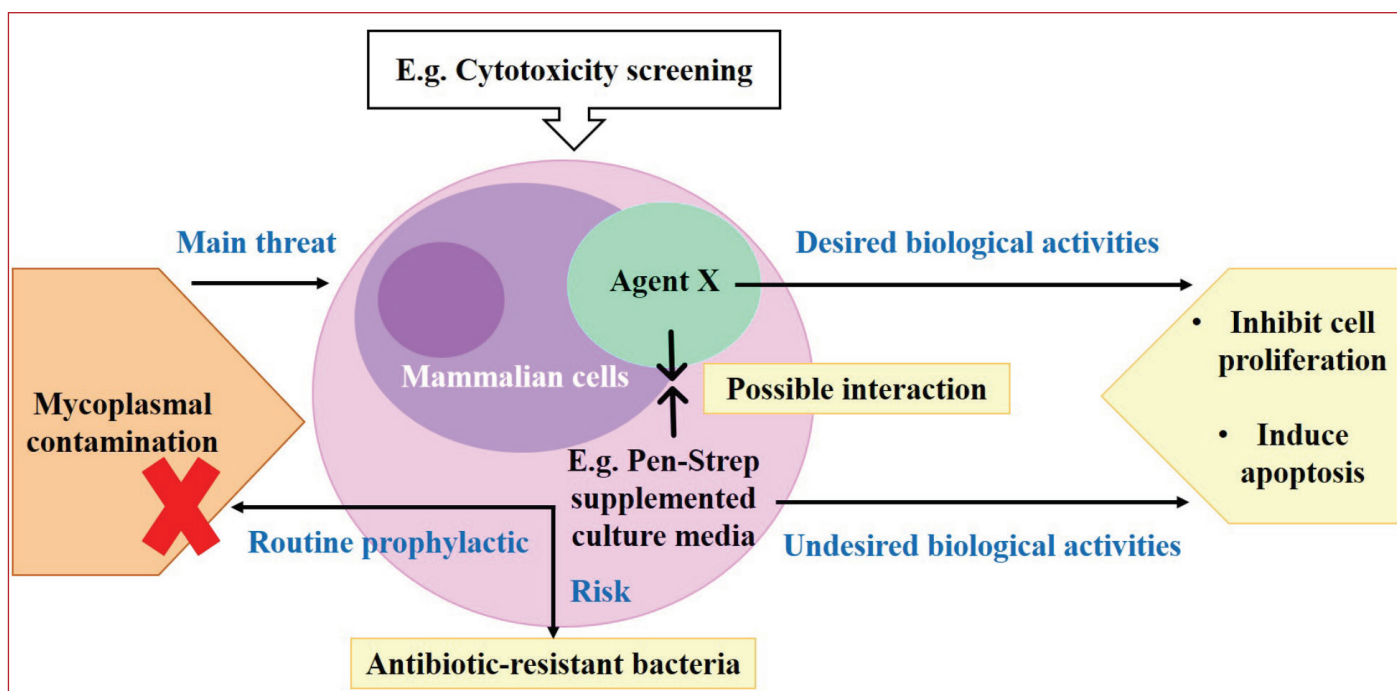 E.g. Cytotoxicity screening
Main threat
Desired biological activities
Agent X
• Inhibit cell
proliferation
Mammalian cells
Possible interaction
Mycoplasmal
contamination
• Induce
apoptosis
E.g. Pen-Strep
supplemented
culture media
Routine prophylactic
Undesired biological activities
Risk
Antibiotic-resistant bacteria